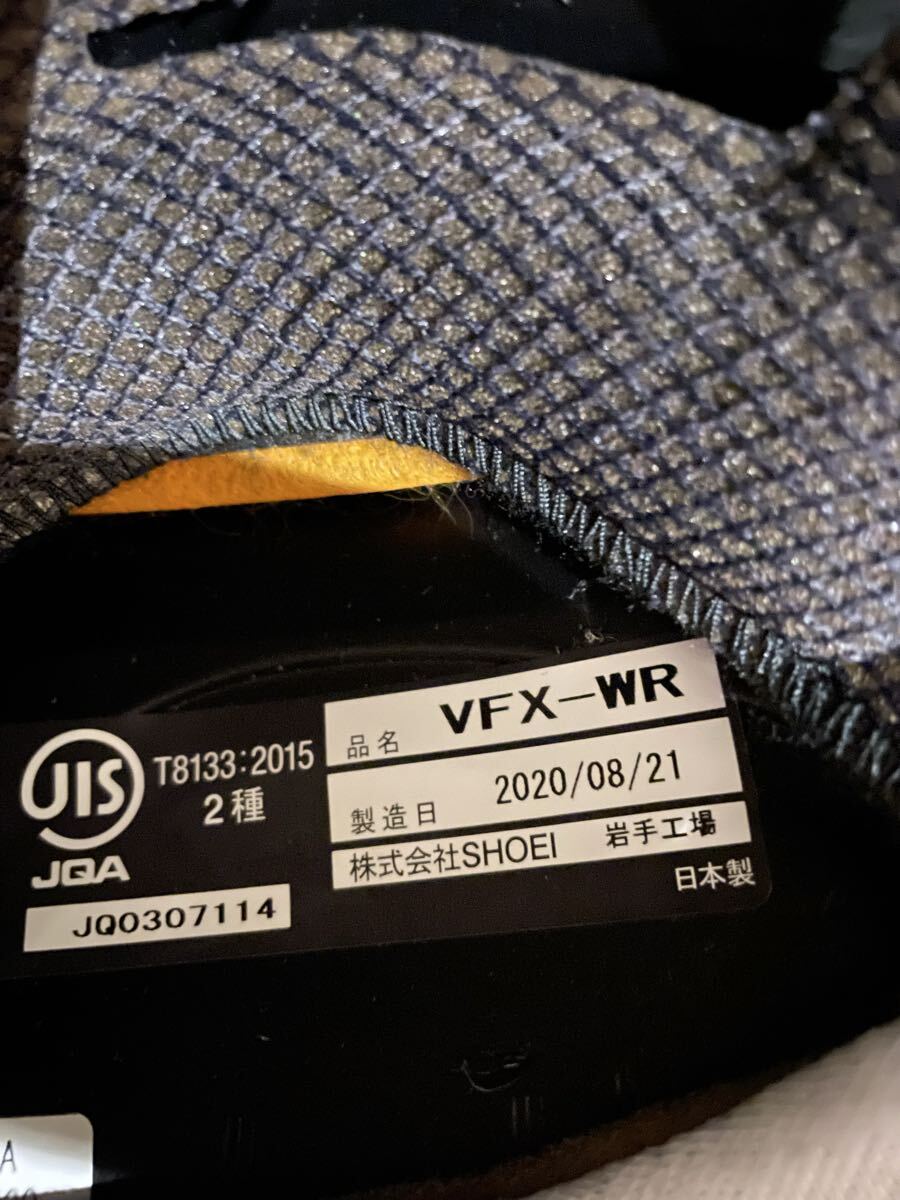 JIS
T8133:2015
2種
JQA
JQ0307114
品名 VFX-WR
製造日 2020/08/21
株式会社SHOEI 岩手工場
日本製
A